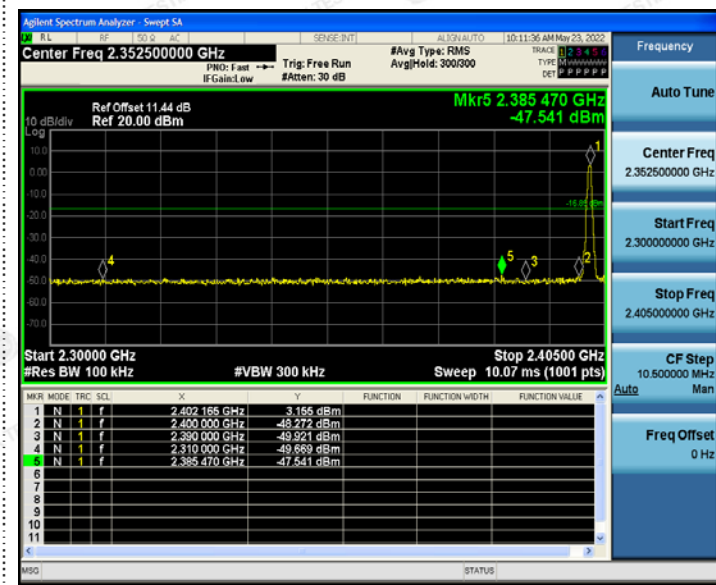 Agilent Spectrum Analyzer - Swept SA
RL RF 50 Ω AC SENSE:INT ALIGN AUTO 10:11:36 AM May 23, 2022
Center Freq 2.352500000 GHz
PNO: Fast
IFGain:Low
Trig: Free Run
#Atten: 30 dB
#Avg Type: RMS
Avg|Hold: 300/300
TRACE 1 2 3 4 5 6
TYPE M
DET P P P P P P
Frequency
Auto Tune
Ref Offset 11.44 dB
Ref 20.00 dBm
Mkr5 2.385 470 GHz
-47.541 dBm
10 dB/div
Log
10.0
0.00
-10.0
-20.0
-30.0
-40.0
-50.0
-60.0
-70.0
1
4
5
3
2
Center Freq
2.352500000 GHz
Start Freq
2.300000000 GHz
Stop Freq
2.405000000 GHz
CF Step
10.500000 MHz
Auto Man
Freq Offset
0 Hz
Start 2.30000 GHz Stop 2.40500 GHz
#Res BW 100 kHz #VBW 300 kHz Sweep 10.07 ms (1001 pts)
MKR MODE TRC SCL X Y FUNCTION FUNCTION WIDTH FUNCTION VALUE
1 N 1 f 2.402 165 GHz 3.155 dBm
2 N 1 f 2.400 000 GHz -48.272 dBm
3 N 1 f 2.390 000 GHz -49.921 dBm
4 N 1 f 2.310 000 GHz -49.669 dBm
5 N 1 f 2.385 470 GHz -47.541 dBm
6
7
8
9
10
11
MSG STATUS